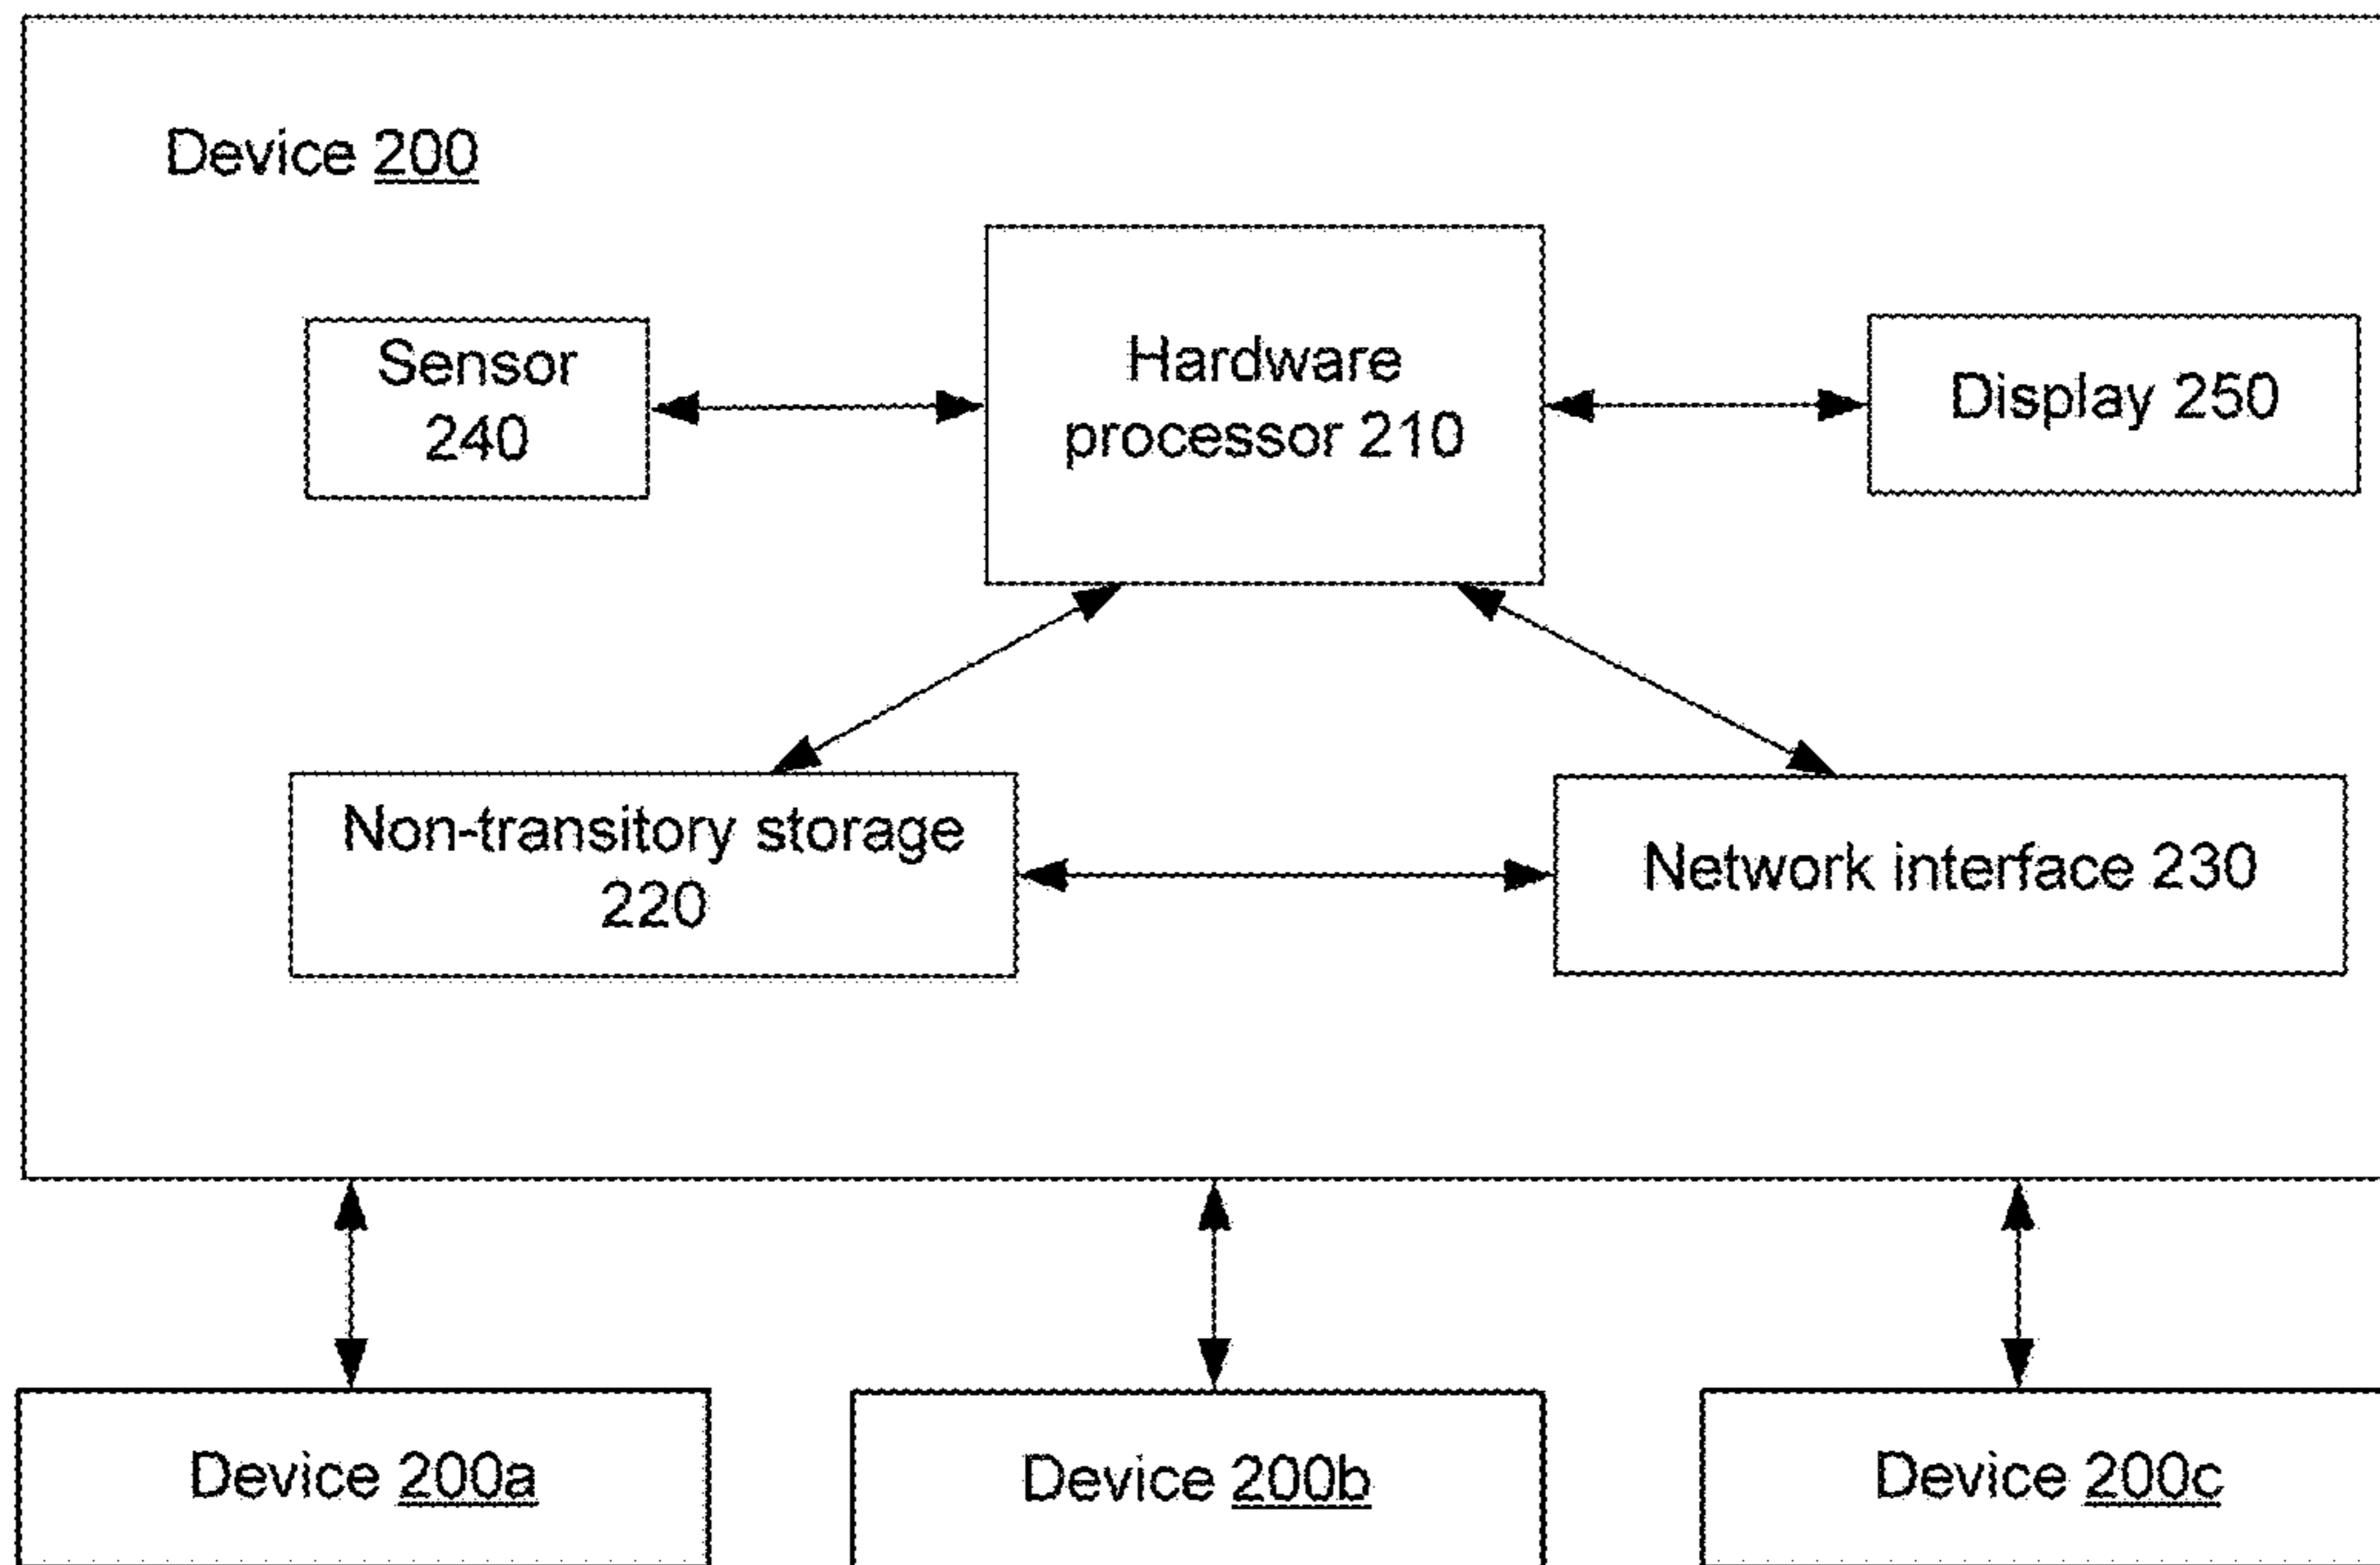 Device 200
Sensor
240
Hardware
processor 210
Display 250
Non-transitory storage
220
Network interface 230
Device 200a
Device 200b
Device 200c